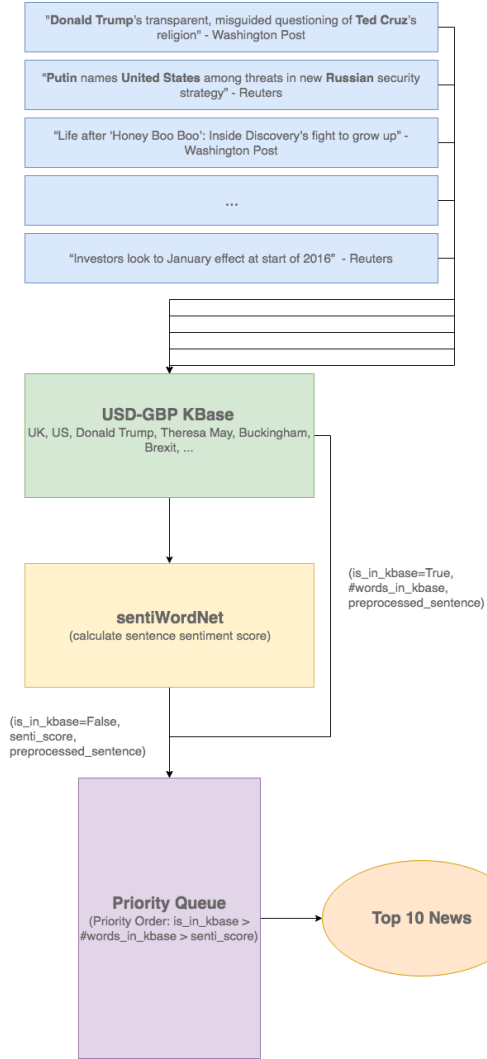 "Donald Trump's transparent, misguided questioning of Ted Cruz's
religion" - Washington Post
“Putin names United States among threats in new Russian security
strategy” - Reuters
“Life after ‘Honey Boo Boo’: Inside Discovery’s fight to grow up” -
Washington Post
...
“Investors look to January effect at start of 2016”  - Reuters
USD-GBP KBase
UK, US, Donald Trump, Theresa May, Buckingham,
Brexit, ...
(is_in_kbase=True,
#words_in_kbase,
preprocessed_sentence)
sentiWordNet
(calculate sentence sentiment score)
(is_in_kbase=False,
senti_score,
preprocessed_sentence)
Priority Queue
(Priority Order: is_in_kbase >
#words_in_kbase > senti_score)
Top 10 News